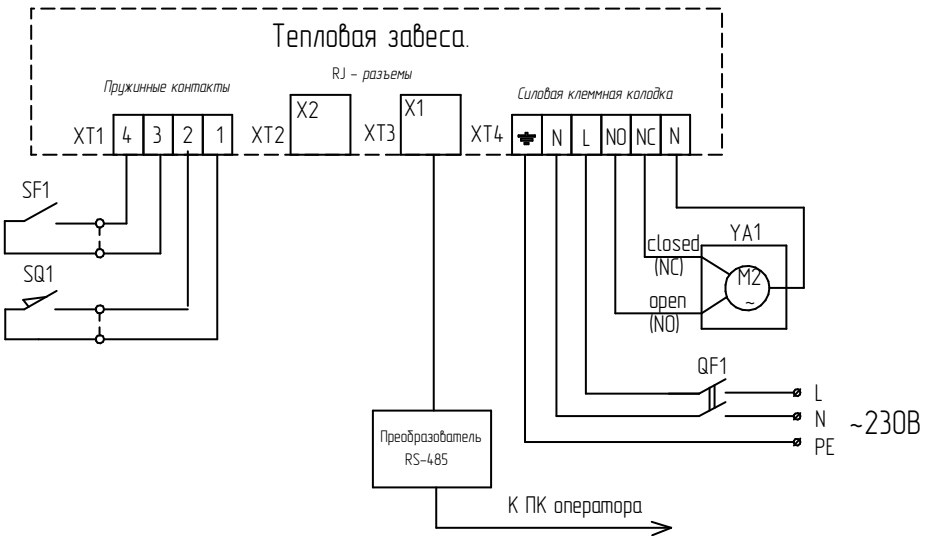 Тепловая завеса.
RJ - разъемы
Пружинные контакты
Силовая клеммная колодка
XT1 4 3 2 1 XT2 X2 XT3 X1 XT4 N L NO NC N
SF1
SQ1
closed
(NC)
YA1
M2
~
open
(NO)
QF1
L
N
PE
~230В
Преобразователь
RS-485
К ПК оператора